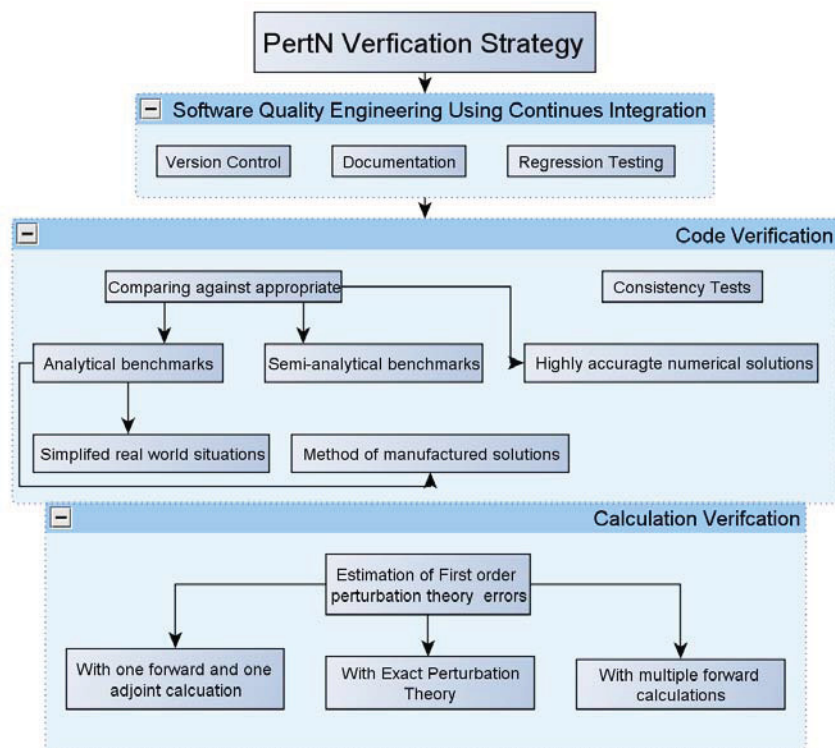 PertN Verfication Strategy
Software Quality Engineering Using Continues Integration
Version Control
Documentation
Regression Testing
Code Verification
Comparing against appropriate
Consistency Tests
Analytical benchmarks
Semi-analytical benchmarks
Highly accuragte numerical solutions
Simplifed real world situations
Method of manufactured solutions
Calculation Verifcation
Estimation of First order
perturbation theory errors
With one forward and one
adjoint calcuation
With Exact Perturbation
Theory
With multiple forward
calculations